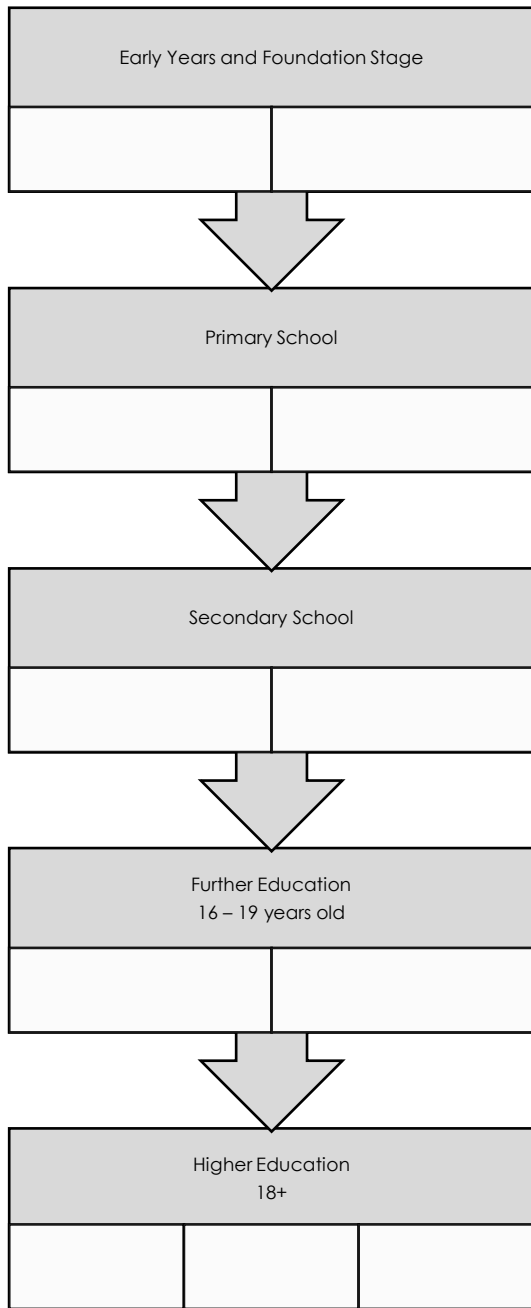 Early Years and Foundation Stage
Primary School
Secondary School
Further Education
16 – 19 years old
Higher Education
18+